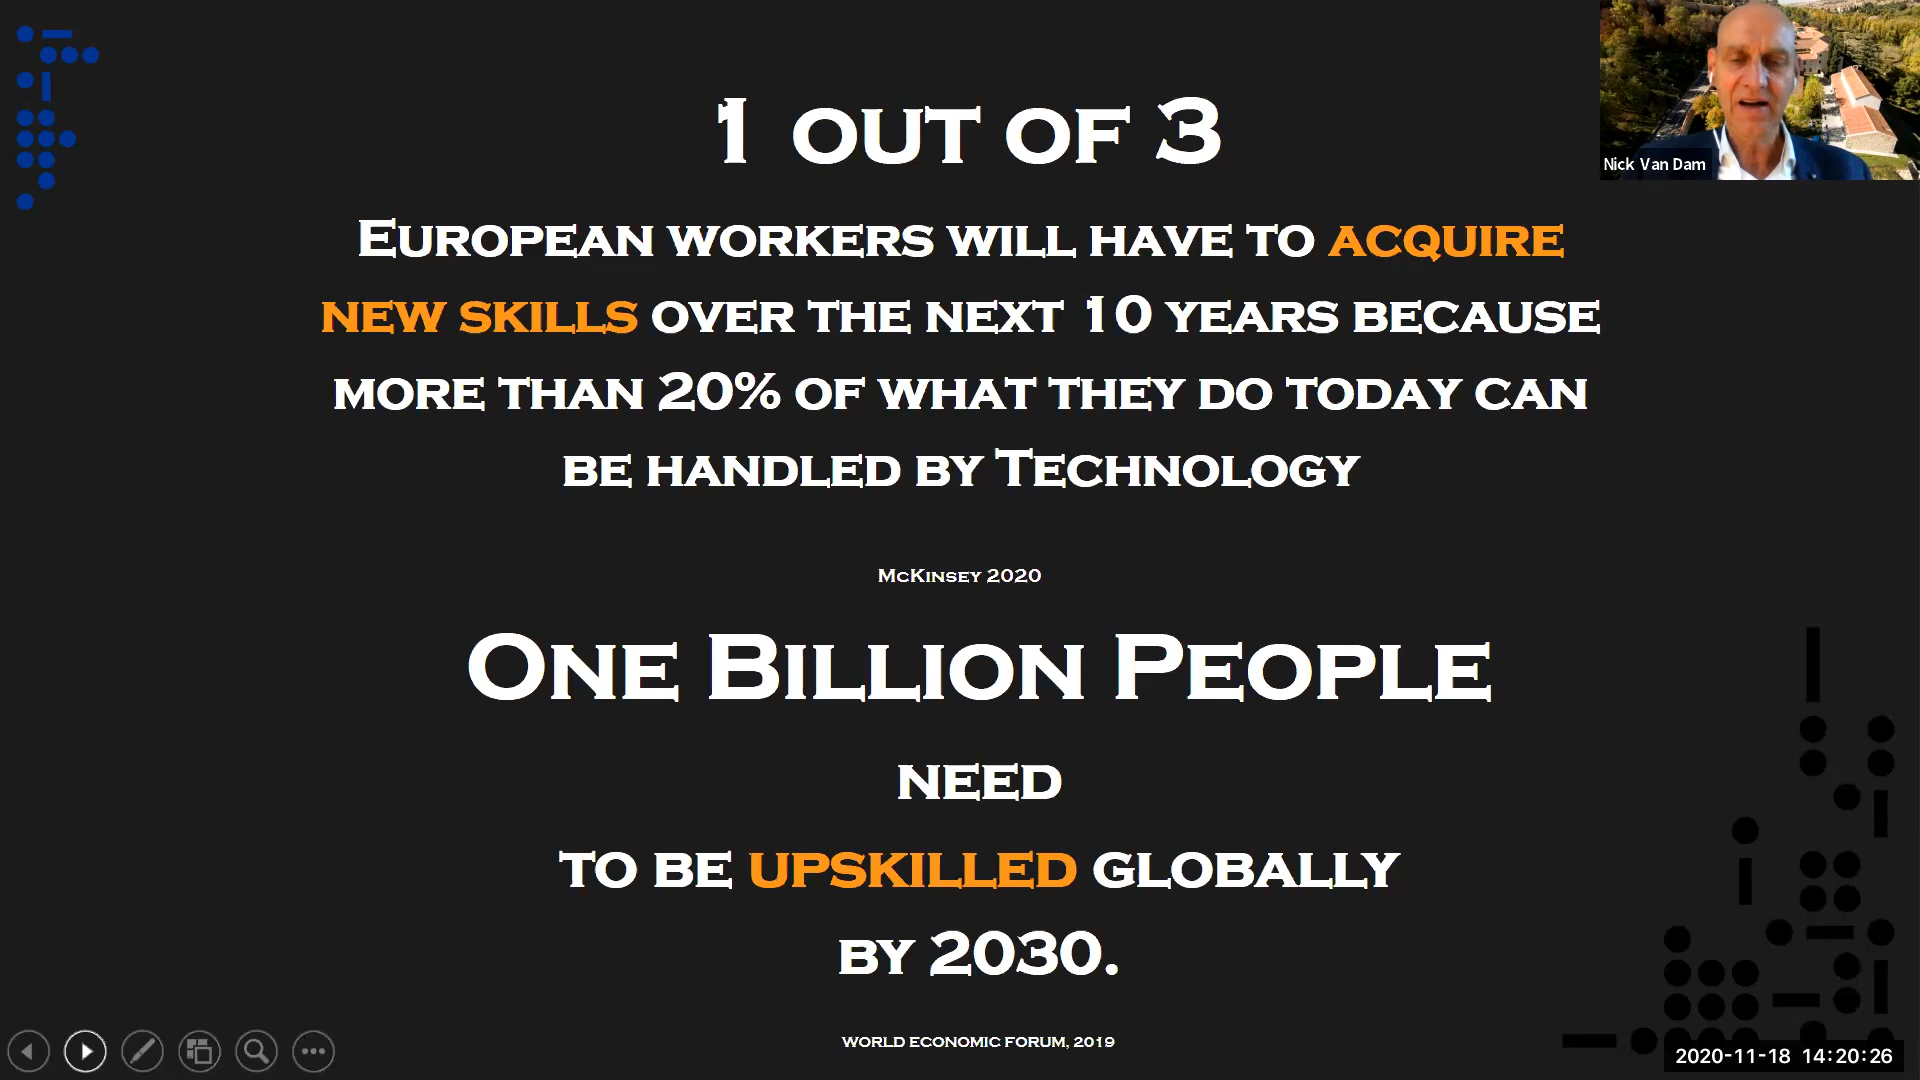 1 OUT OF 3
EUROPEAN WORKERS WILL HAVE TO ACQUIRE
NEW SKILLS OVER THE NEXT 10 YEARS BECAUSE
MORE THAN 20% OF WHAT THEY DO TODAY CAN
BE HANDLED BY TECHNOLOGY
MCKINSEY 2020
ONE BILLION PEOPLE
NEED
TO BE UPSKILLED GLOBALLY
BY 2030.
WORLD ECONOMIC FORUM, 2019
Nick Van Dam
2020-11-18 14:20:26